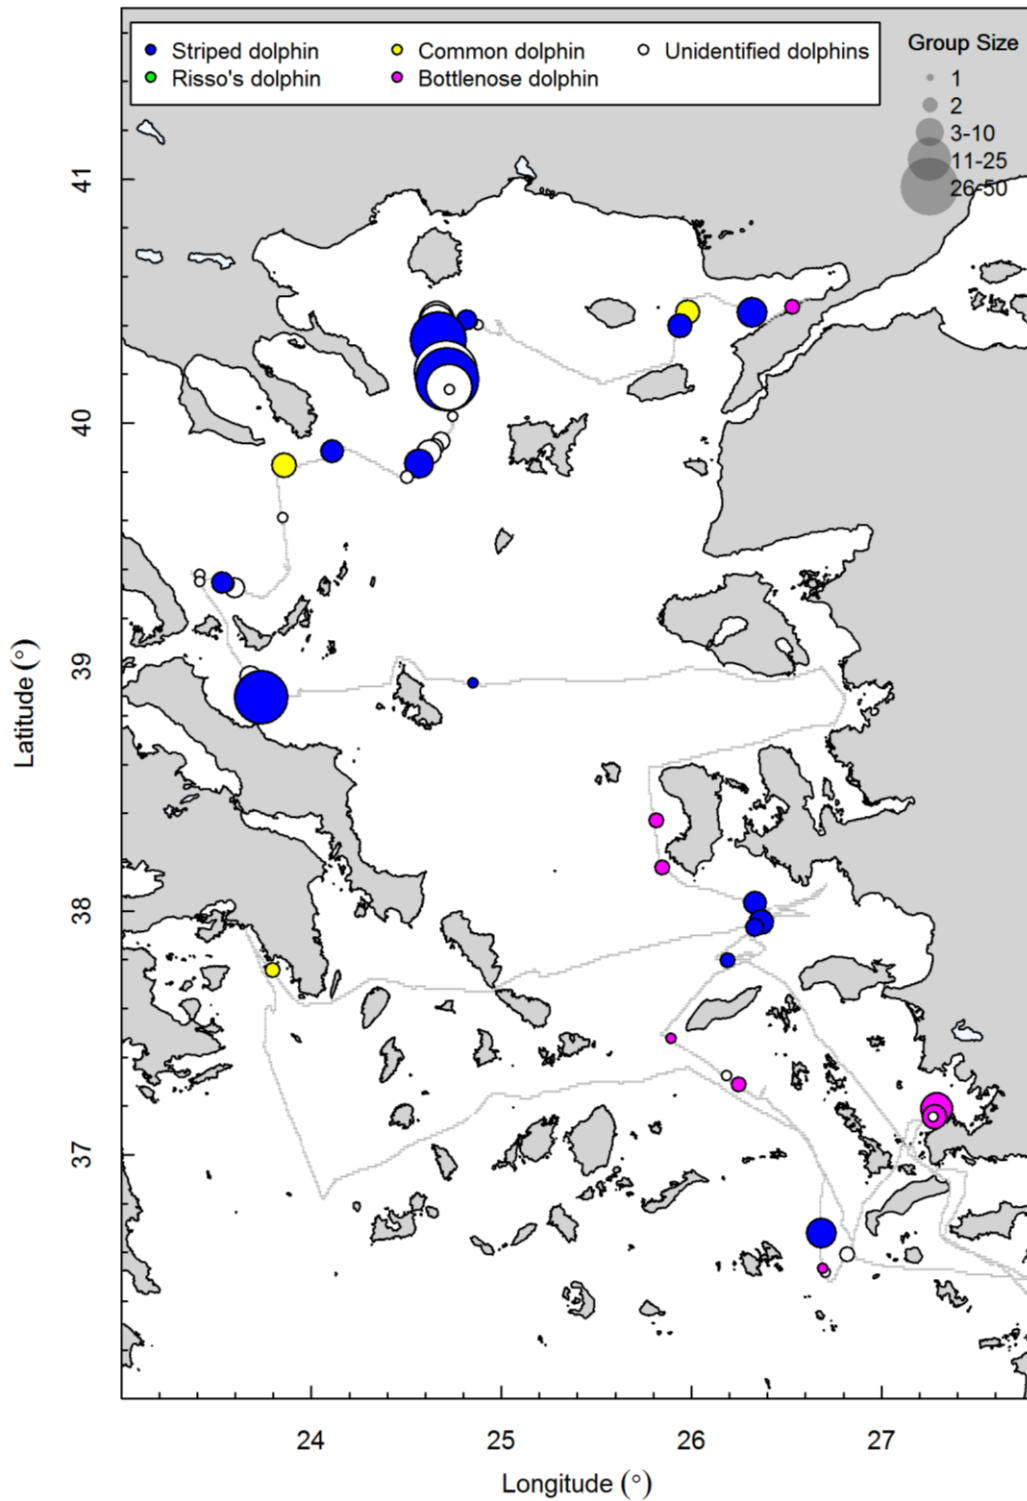 Striped dolphin Common dolphin Unidentified dolphins
Risso's dolphin Bottlenose dolphin
Group Size
1
2
3-10
11-25
26-50
41
40
39
38
37
Latitude (°)
24 25 26 27
Longitude (°)